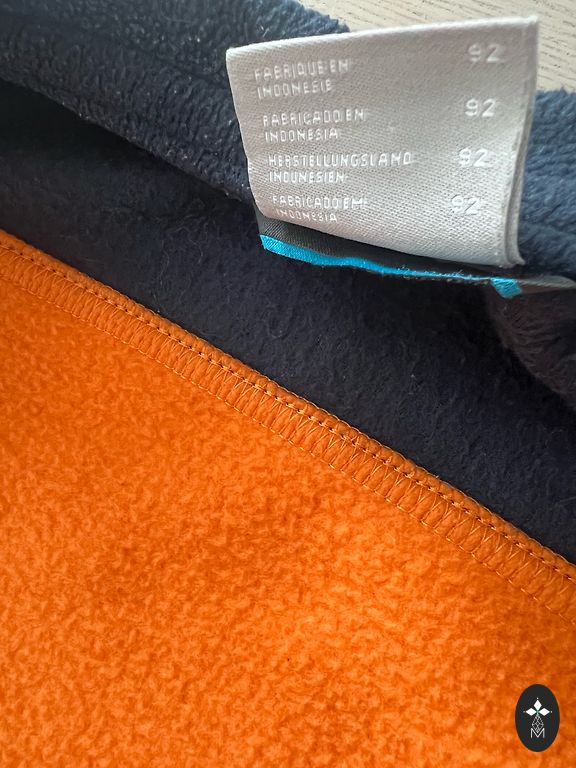 FABRIQUE EN 92
INDONESIE
FABRICADO EN 92
INDONESIA
HERSTELLUNGSLAND 92
INDONESIEN
FABRICADO EM: 92
INDONESIA
M